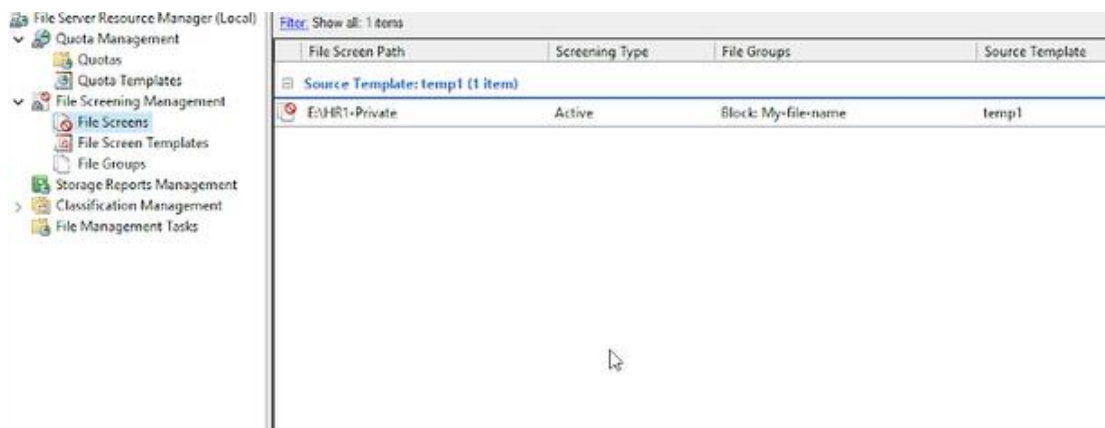 File Server Resource Manager (Local)
Quota Management
Quotas
Quota Templates
File Screening Management
File Screens
File Screen Templates
File Groups
Storage Reports Management
Classification Management
File Management Tasks
Filter: Show all: 1 items
File Screen Path Screening Type File Groups Source Template
Source Template: temp1 (1 item)
E:\HR1-Private Active Block: My-file-name temp1